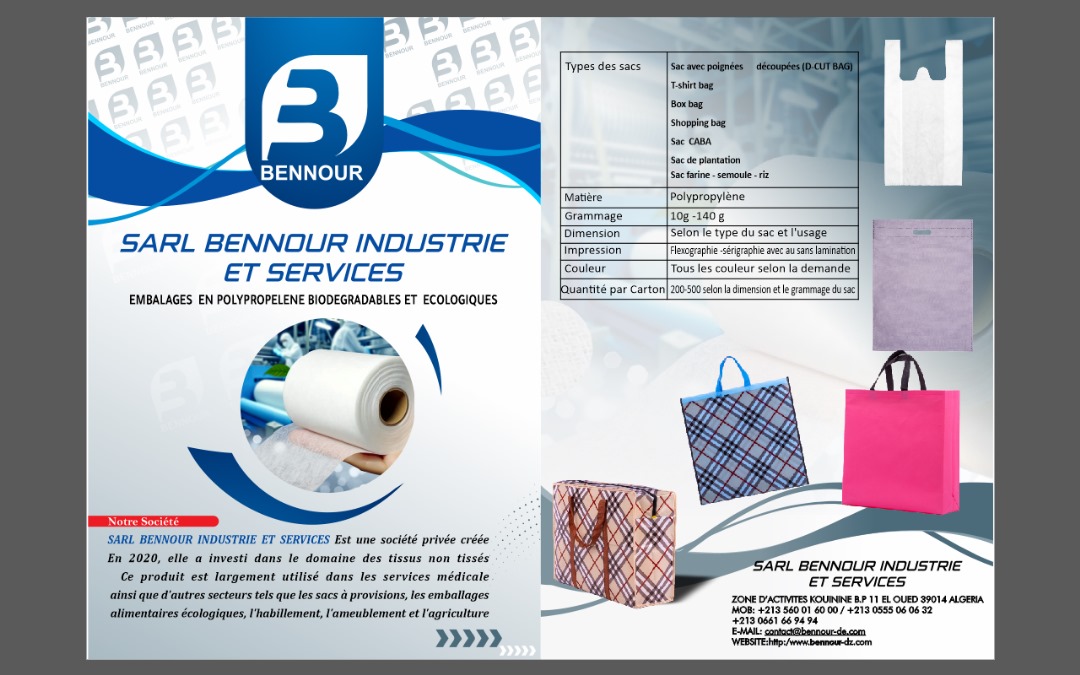 BENNOUR
SARL BENNOUR INDUSTRIE
ET SERVICES
EMBALAGES EN POLYPROPELENE BIODEGRADABLES ET ECOLOGIQUES
Notre Société
SARL BENNOUR INDUSTRIE ET SERVICES Est une société privée créée
En 2020, elle a investi dans le domaine des tissus non tissés
Ce produit est largement utilisé dans les services médicale
ainsi que d'autres secteurs tels que les sacs à provisions, les emballages
alimentaires écologiques, l'habillement, l'ameublement et l'agriculture
Types des sacs
Sac avec poignées découpées (D-CUT BAG)
T-shirt bag
Box bag
Shopping bag
Sac CABA
Sac de plantation
Sac farine - semoule - riz
Matière Polypropylène
Grammage 10g -140 g
Dimension Selon le type du sac et l'usage
Impression Flexographie -sérigraphie avec au sans lamination
Couleur Tous les couleur selon la demande
Quantité par Carton 200-500 selon la dimension et le grammage du sac
SARL BENNOUR INDUSTRIE
ET SERVICES
ZONE D'ACTIVITES KOUININE B.P 11 EL OUED 39014 ALGERIA
MOB: +213 560 01 60 00 / +213 0555 06 06 32
+213 0661 66 94 94
E-MAIL: contact@bennour-de.com
WEBSITE:http:/www.bennour-dz.com